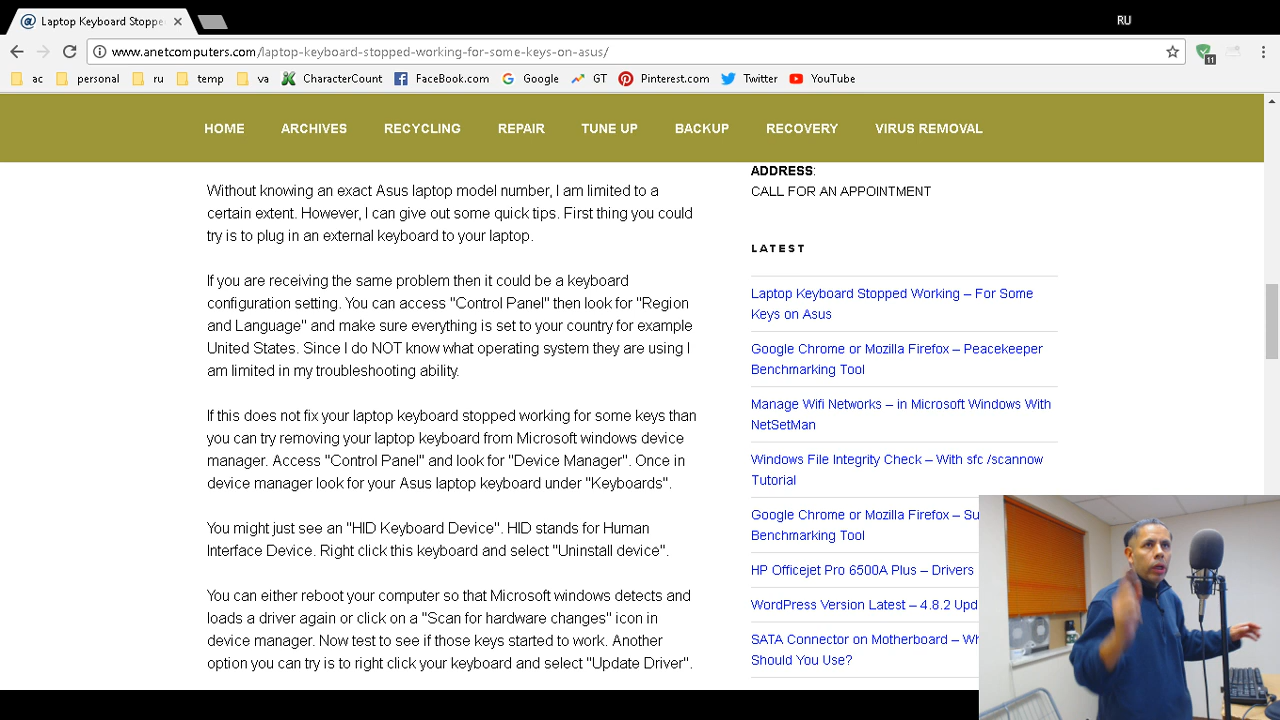 Laptop Keyboard Stoppe
RU
www.anetcomputers.com/laptop-keyboard-stopped-working-for-some-keys-on-asus/
11
ac personal ru temp va CharacterCount FaceBook.com Google GT Pinterest.com Twitter YouTube
HOME ARCHIVES RECYCLING REPAIR TUNE UP BACKUP RECOVERY VIRUS REMOVAL
Without knowing an exact Asus laptop model number, I am limited to a
certain extent. However, I can give out some quick tips. First thing you could
try is to plug in an external keyboard to your laptop.
If you are receiving the same problem then it could be a keyboard
configuration setting. You can access "Control Panel" then look for "Region
and Language" and make sure everything is set to your country for example
United States. Since I do NOT know what operating system they are using I
am limited in my troubleshooting ability.
If this does not fix your laptop keyboard stopped working for some keys than
you can try removing your laptop keyboard from Microsoft windows device
manager. Access "Control Panel" and look for "Device Manager". Once in
device manager look for your Asus laptop keyboard under "Keyboards".
You might just see an "HID Keyboard Device". HID stands for Human
Interface Device. Right click this keyboard and select "Uninstall device".
You can either reboot your computer so that Microsoft windows detects and
loads a driver again or click on a "Scan for hardware changes" icon in
device manager. Now test to see if those keys started to work. Another
option you can try is to right click your keyboard and select "Update Driver".
ADDRESS:
CALL FOR AN APPOINTMENT
LATEST
Laptop Keyboard Stopped Working – For Some
Keys on Asus
Google Chrome or Mozilla Firefox – Peacekeeper
Benchmarking Tool
Manage Wifi Networks – in Microsoft Windows With
NetSetMan
Windows File Integrity Check – With sfc /scannow
Tutorial
Google Chrome or Mozilla Firefox – Su
Benchmarking Tool
HP Officejet Pro 6500A Plus – Drivers
WordPress Version Latest – 4.8.2 Upd
SATA Connector on Motherboard – Wh
Should You Use?